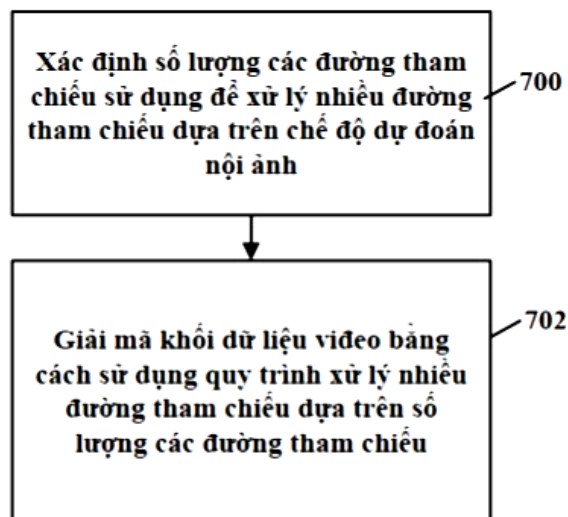 Xác định số lượng các đường tham
chiếu sử dụng để xử lý nhiều đường
tham chiếu dựa trên chế độ dự đoán
nội ảnh
700
Giải mã khối dữ liệu viđeo bằng
cách sử dụng quy trình xử lý nhiều
đường tham chiếu dựa trên số
lượng các đường tham chiếu
702